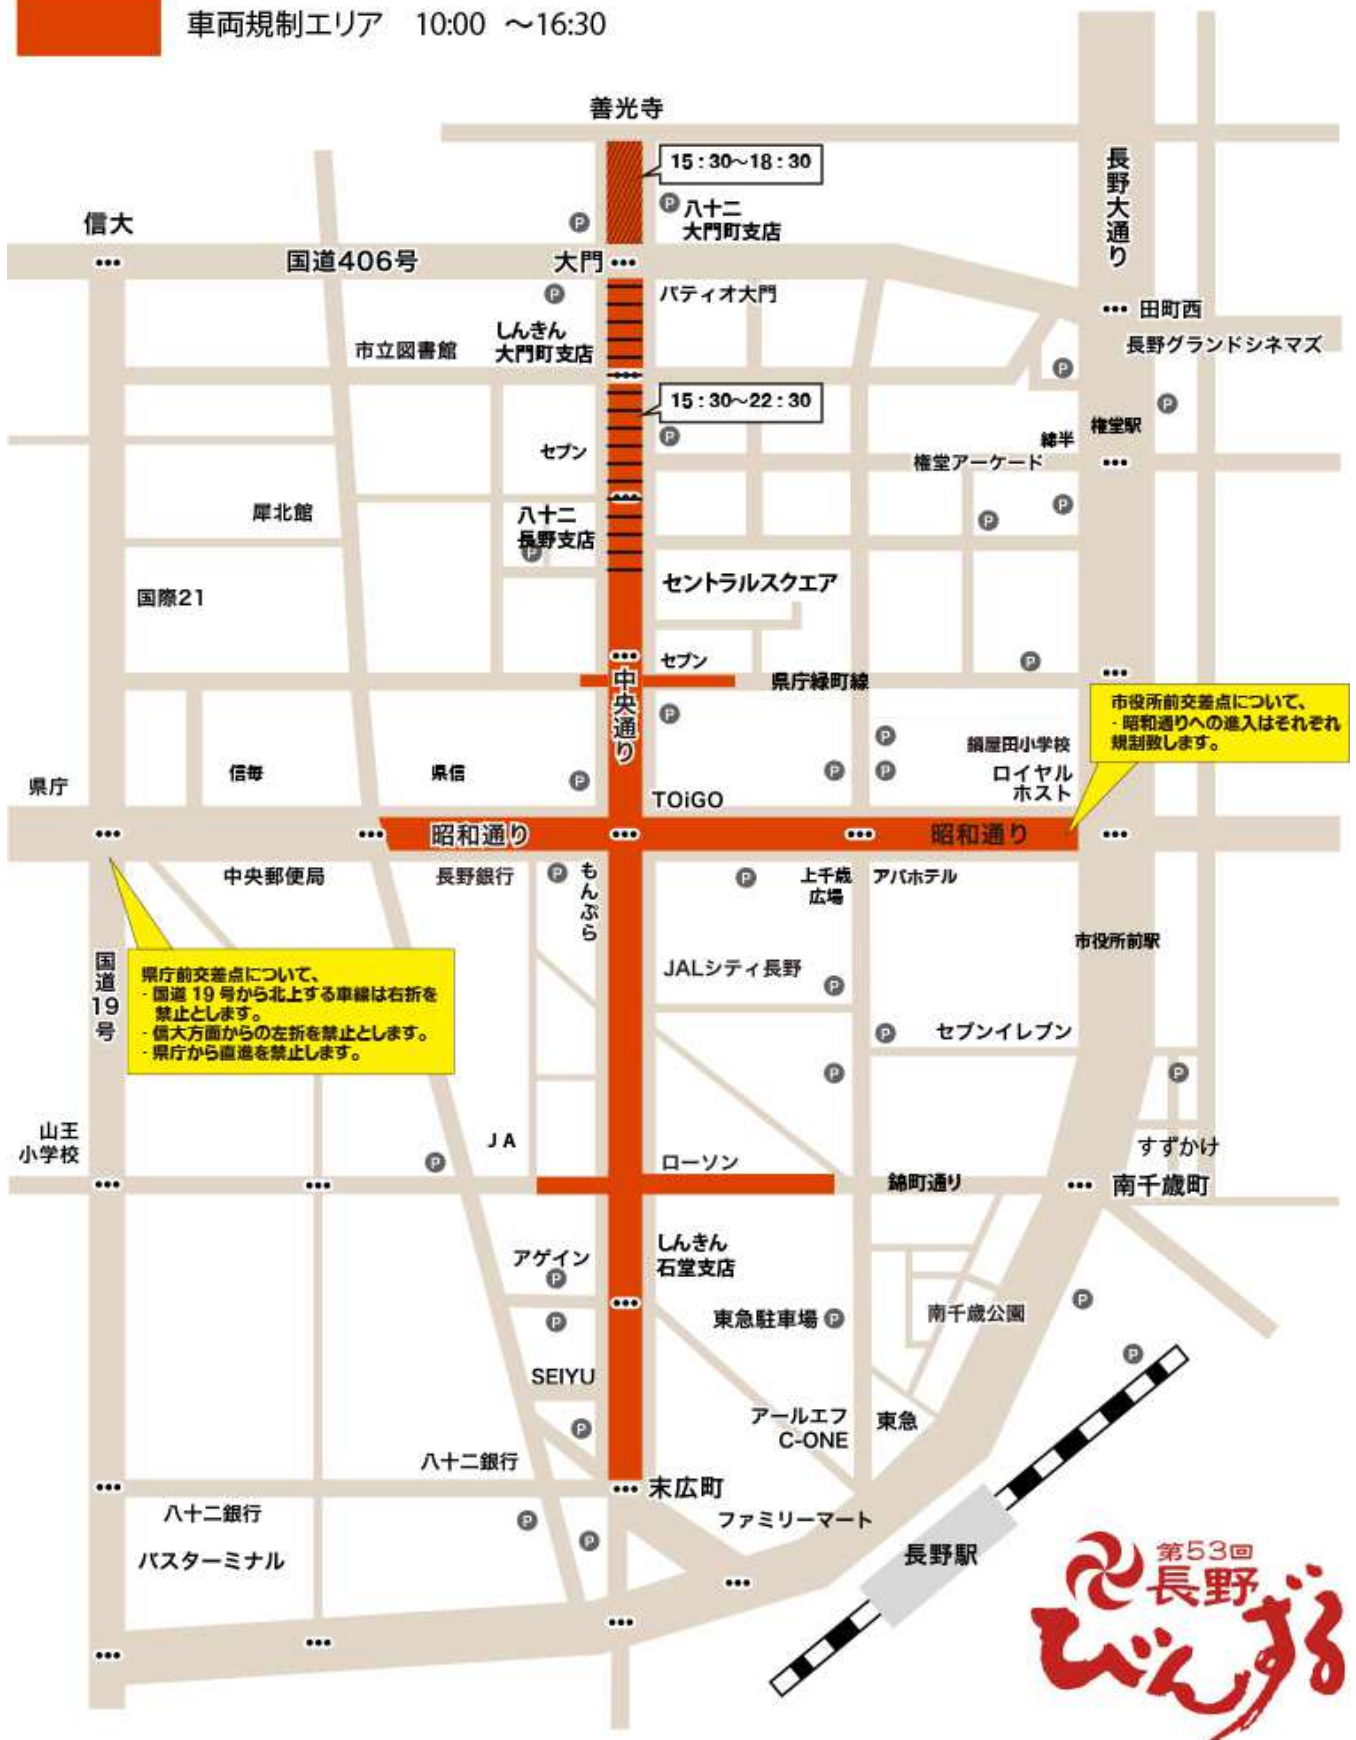 車両規制エリア 10:00 ～16:30
善光寺
15：30～18：30
長野大通り
P
P 八十二
大門町支店
信大
国道406号
大門
P
パティオ大門
田町西
しんきん
大門町支店
市立図書館
長野グランドシネマズ
P
15：30～22：30
P
P
権堂駅
綿半
権堂アーケード
セブン
犀北館
八十二
長野支店
P
P
P
セントラルスクエア
国際21
セブン
P
県庁緑町線
中央通り
市役所前交差点について、
・昭和通りへの進入はそれぞれ
規制致します。
P
P
鍋屋田小学校
信毎
県信
P
P
P
ロイヤル
ホスト
県庁
TOiGO
昭和通り
昭和通り
中央郵便局
長野銀行
P
もんぷら
P
上千歳
広場
アパホテル
市役所前駅
国道19号
県庁前交差点について、
・国道 19 号から北上する車線は右折を
禁止とします。
・信大方面からの左折を禁止とします。
・県庁から直進を禁止します。
JALシティ長野
P
P
セブンイレブン
P
P
山王
小学校
JA
P
ローソン
すずかけ
錦町通り
南千歳町
アゲイン
P
しんきん
石堂支店
P
東急駐車場 P
南千歳公園
P
P
SEIYU
P
アールエフ
C-ONE
東急
八十二銀行
末広町
八十二銀行
P
P
ファミリーマート
バスターミナル
長野駅
第53回
長野
びんずる